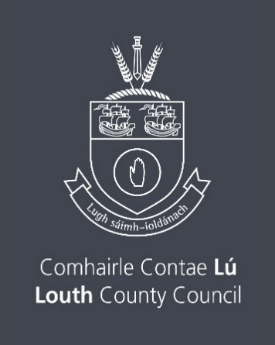 Lugh sáimh-ioldánach
Comhairle Contae Lú
Louth County Council